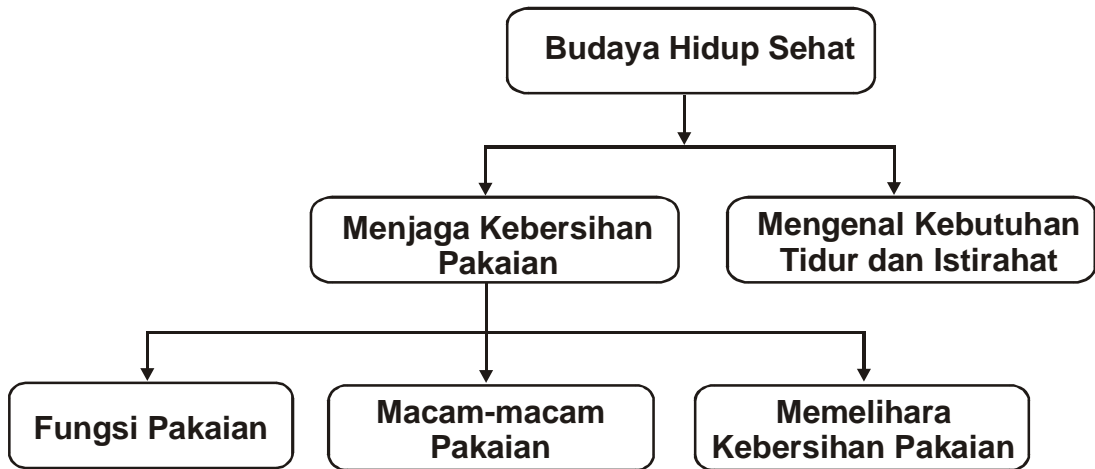 Budaya Hidup Sehat
Menjaga Kebersihan
Pakaian
Mengenal Kebutuhan
Tidur dan Istirahat
Fungsi Pakaian
Macam-macam
Pakaian
Memelihara
Kebersihan Pakaian